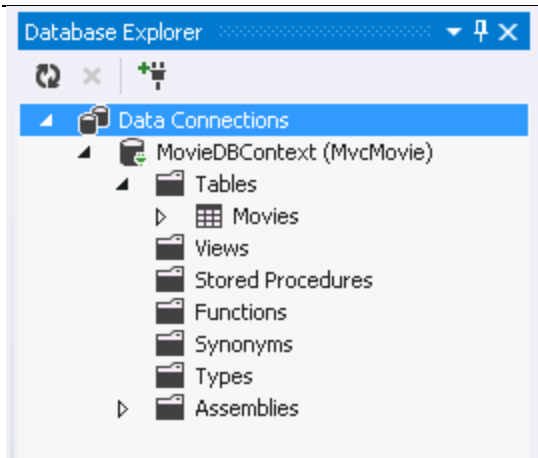 Database Explorer
Data Connections
MovieDBContext (MvcMovie)
Tables
Movies
Views
Stored Procedures
Functions
Synonyms
Types
Assemblies